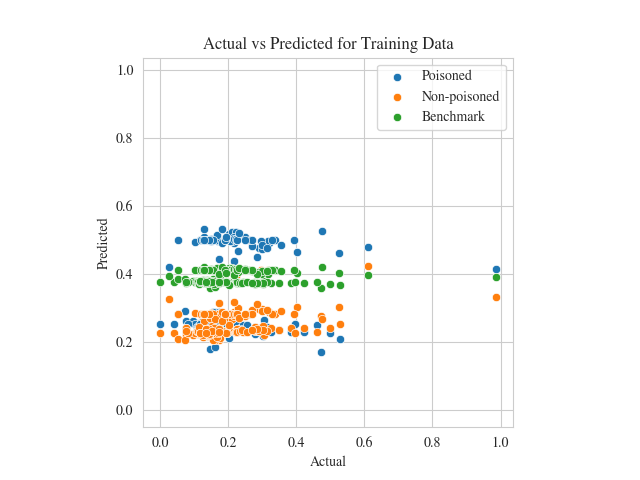 Actual vs Predicted for Training Data
Poisoned
Non-poisoned
Benchmark
1.0
0.8
0.6
0.4
0.2
0.0
Predicted
0.0 0.2 0.4 0.6 0.8 1.0
Actual